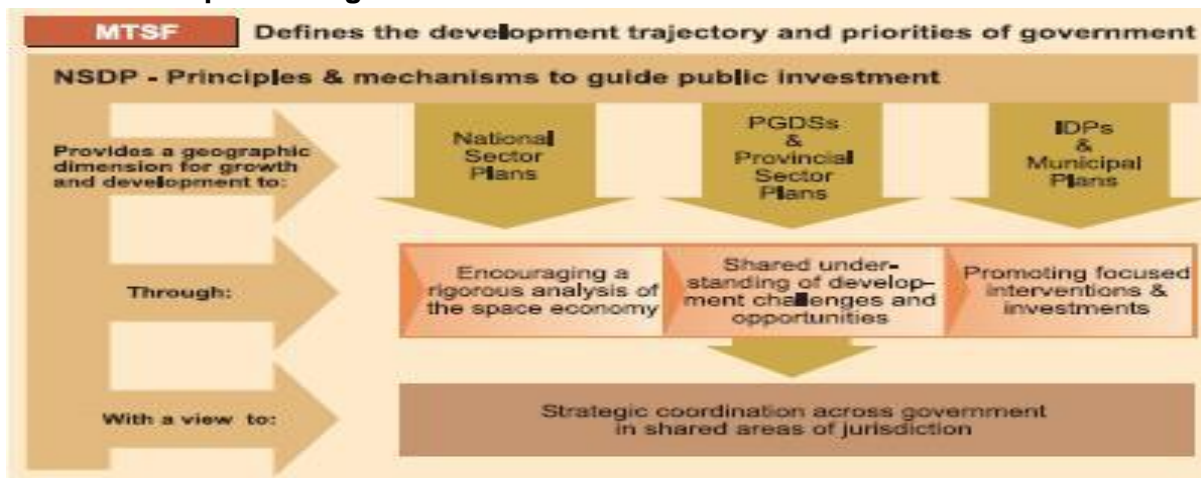 MTSF Defines the development trajectory and priorities of government
NSDP - Principles & mechanisms to guide public investment
Provides a geographic
dimension for growth
and development to:
National
Sector
Plans
PGDSs
&
Provincial
Sector
Plans
IDPs
&
Municipal
Plans
Through:
Encouraging a
rigorous analysis of
the space economy
Shared under-
standing of develop-
ment challenges and
opportunities
Promoting focused
interventions &
investments
With a view to:
Strategic coordination across government
in shared areas of jurisdiction